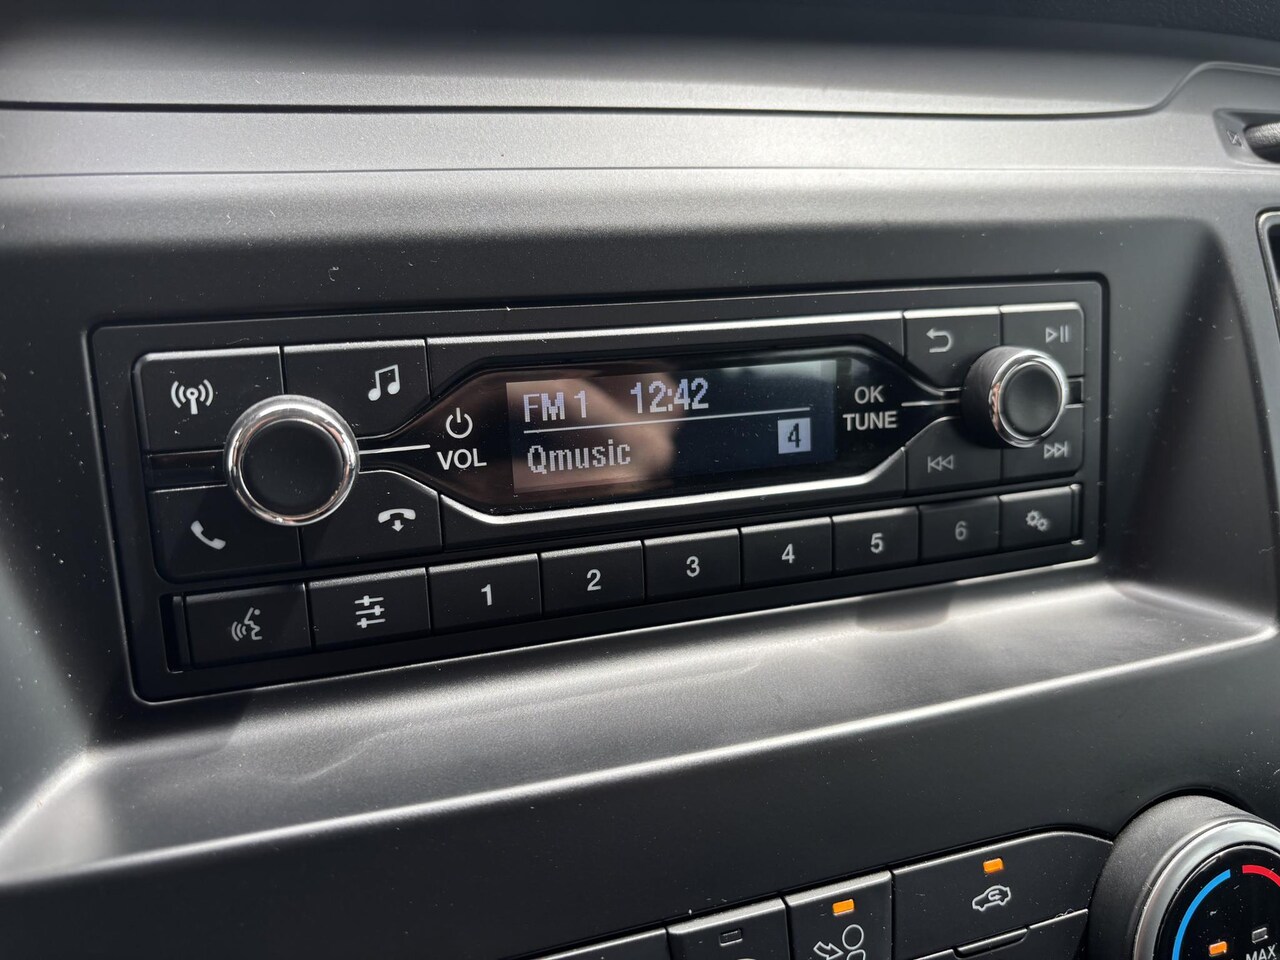 FM 1 12:42
Qmusic 4
VOL
OK
TUNE
1 2 3 4 5 6
MAX